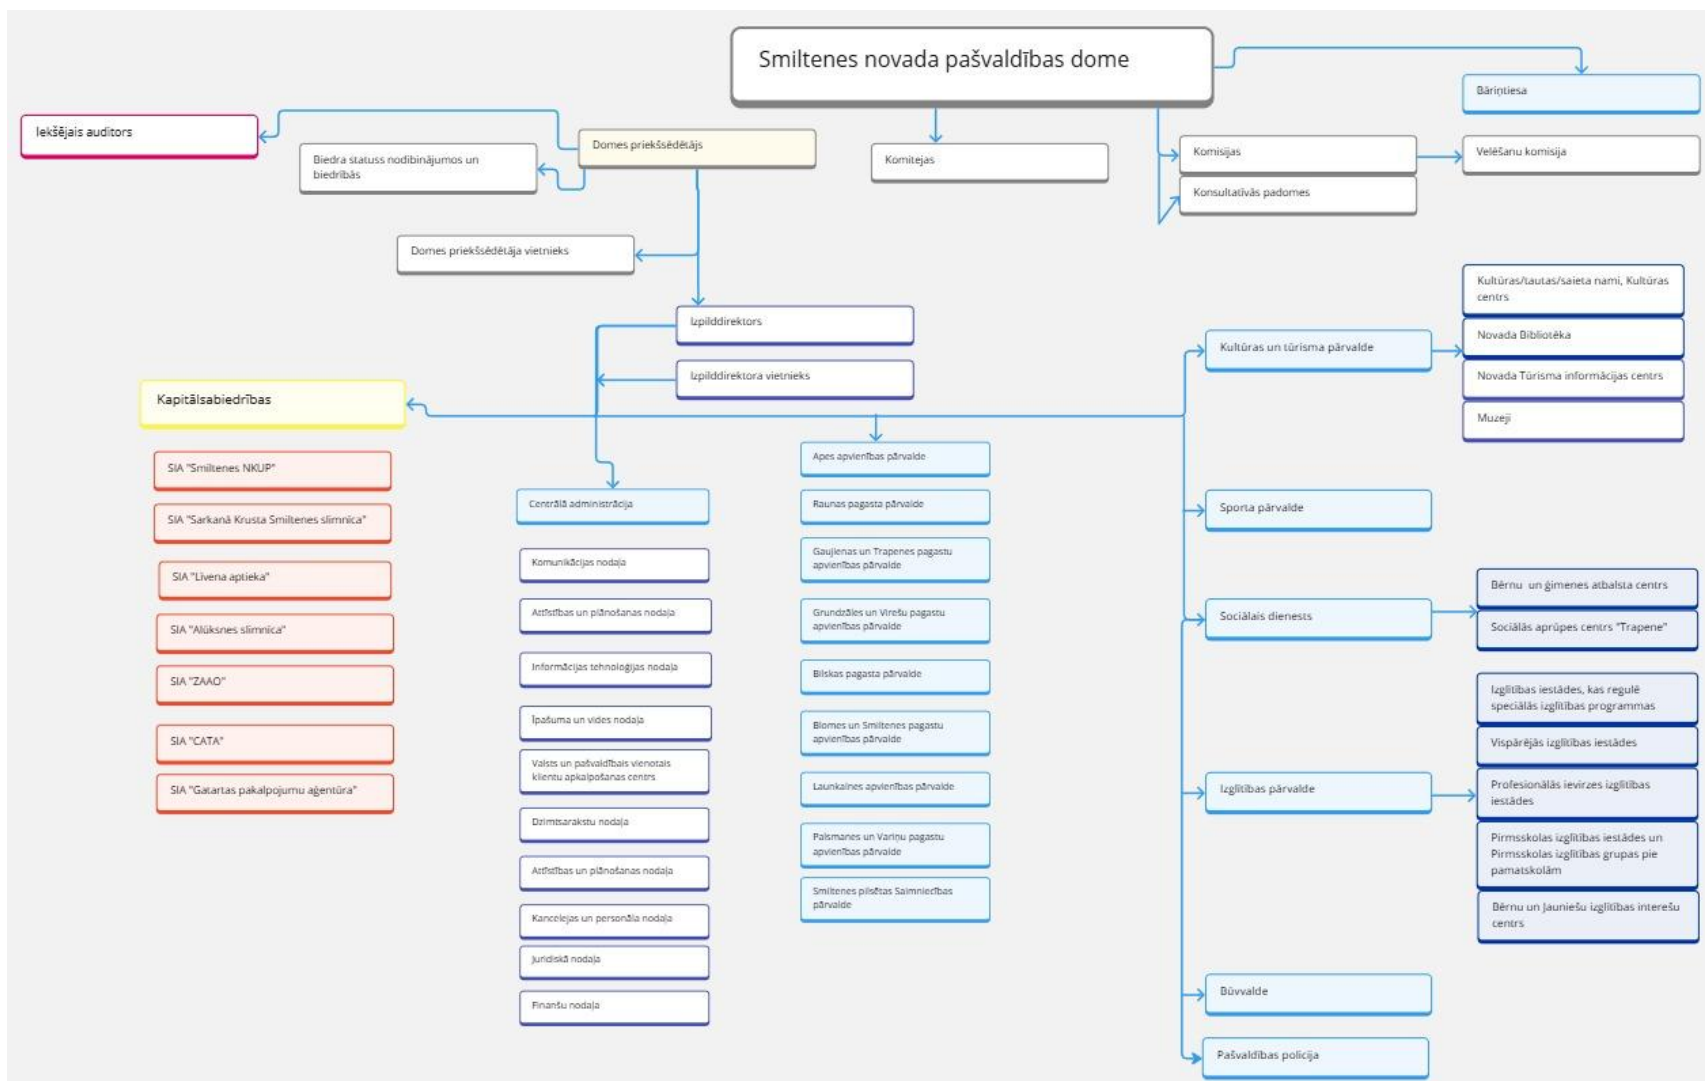 Smiltenes novada pašvaldības dome
Bāriņtiesa
Iekšējais auditors
Domes priekšsēdētājs
Biedra statuss nodibinājumos un
biedrībās
Komitejas
Komisijas
Velēšanu komisija
Konsultatīvās padomes
Domes priekšsēdētāja vietnieks
Izpilddirektors
Izpilddirektora vietnieks
Kapitālsabiedrības
SIA "Smiltenes NKUP"
SIA "Sarkanā Krusta Smiltenes slimnīca"
SIA "Livena aptieka"
SIA "Alūksnes slimnīca"
SIA "ZAAO"
SIA "CATA"
SIA "Gatartas pakalpojumu aģentūra"
Centrālā administrācija
Komunikācijas nodaļa
Attīstības un plānošanas nodaļa
Informācijas tehnoloģijas nodaļa
Īpašuma un vides nodaļa
Valsts un pašvaldībais vienotais
klientu apkalpošanas centrs
Dzimtsarakstu nodaļa
Attīstības un plānošanas nodaļa
Kancelejas un personāla nodaļa
Juridiskā nodaļa
Finanšu nodaļa
Apes apvienības pārvalde
Raunas pagasta pārvalde
Gaujienas un Trapenes pagastu
apvienības pārvalde
Grundzāles un Virešu pagastu
apvienības pārvalde
Bilskas pagasta pārvalde
Blomes un Smiltenes pagastu
apvienības pārvalde
Launkalnes apvienības pārvalde
Palsmanes un Variņu pagastu
apvienības pārvalde
Smiltenes pilsētas Saimniecības
pārvalde
Kultūras un tūrisma pārvalde
Kultūras/tautas/saieta nami, Kultūras
centrs
Novada Bibliotēka
Novada Tūrisma informācijas centrs
Muzeji
Sporta pārvalde
Sociālais dienests
Bērnu un ģimenes atbalsta centrs
Sociālās aprūpes centrs "Trapene"
Izglītības pārvalde
Izglītības iestādes, kas regulē
speciālās izglītības programmas
Vispārējās izglītības iestādes
Profesionālās ievirzes izglītības
iestādes
Pirmsskolas izglītības iestādes un
Pirmsskolas izglītības grupas pie
pamatskolām
Bērnu un Jauniešu izglītības interešu
centrs
Būvvalde
Pašvaldības policija